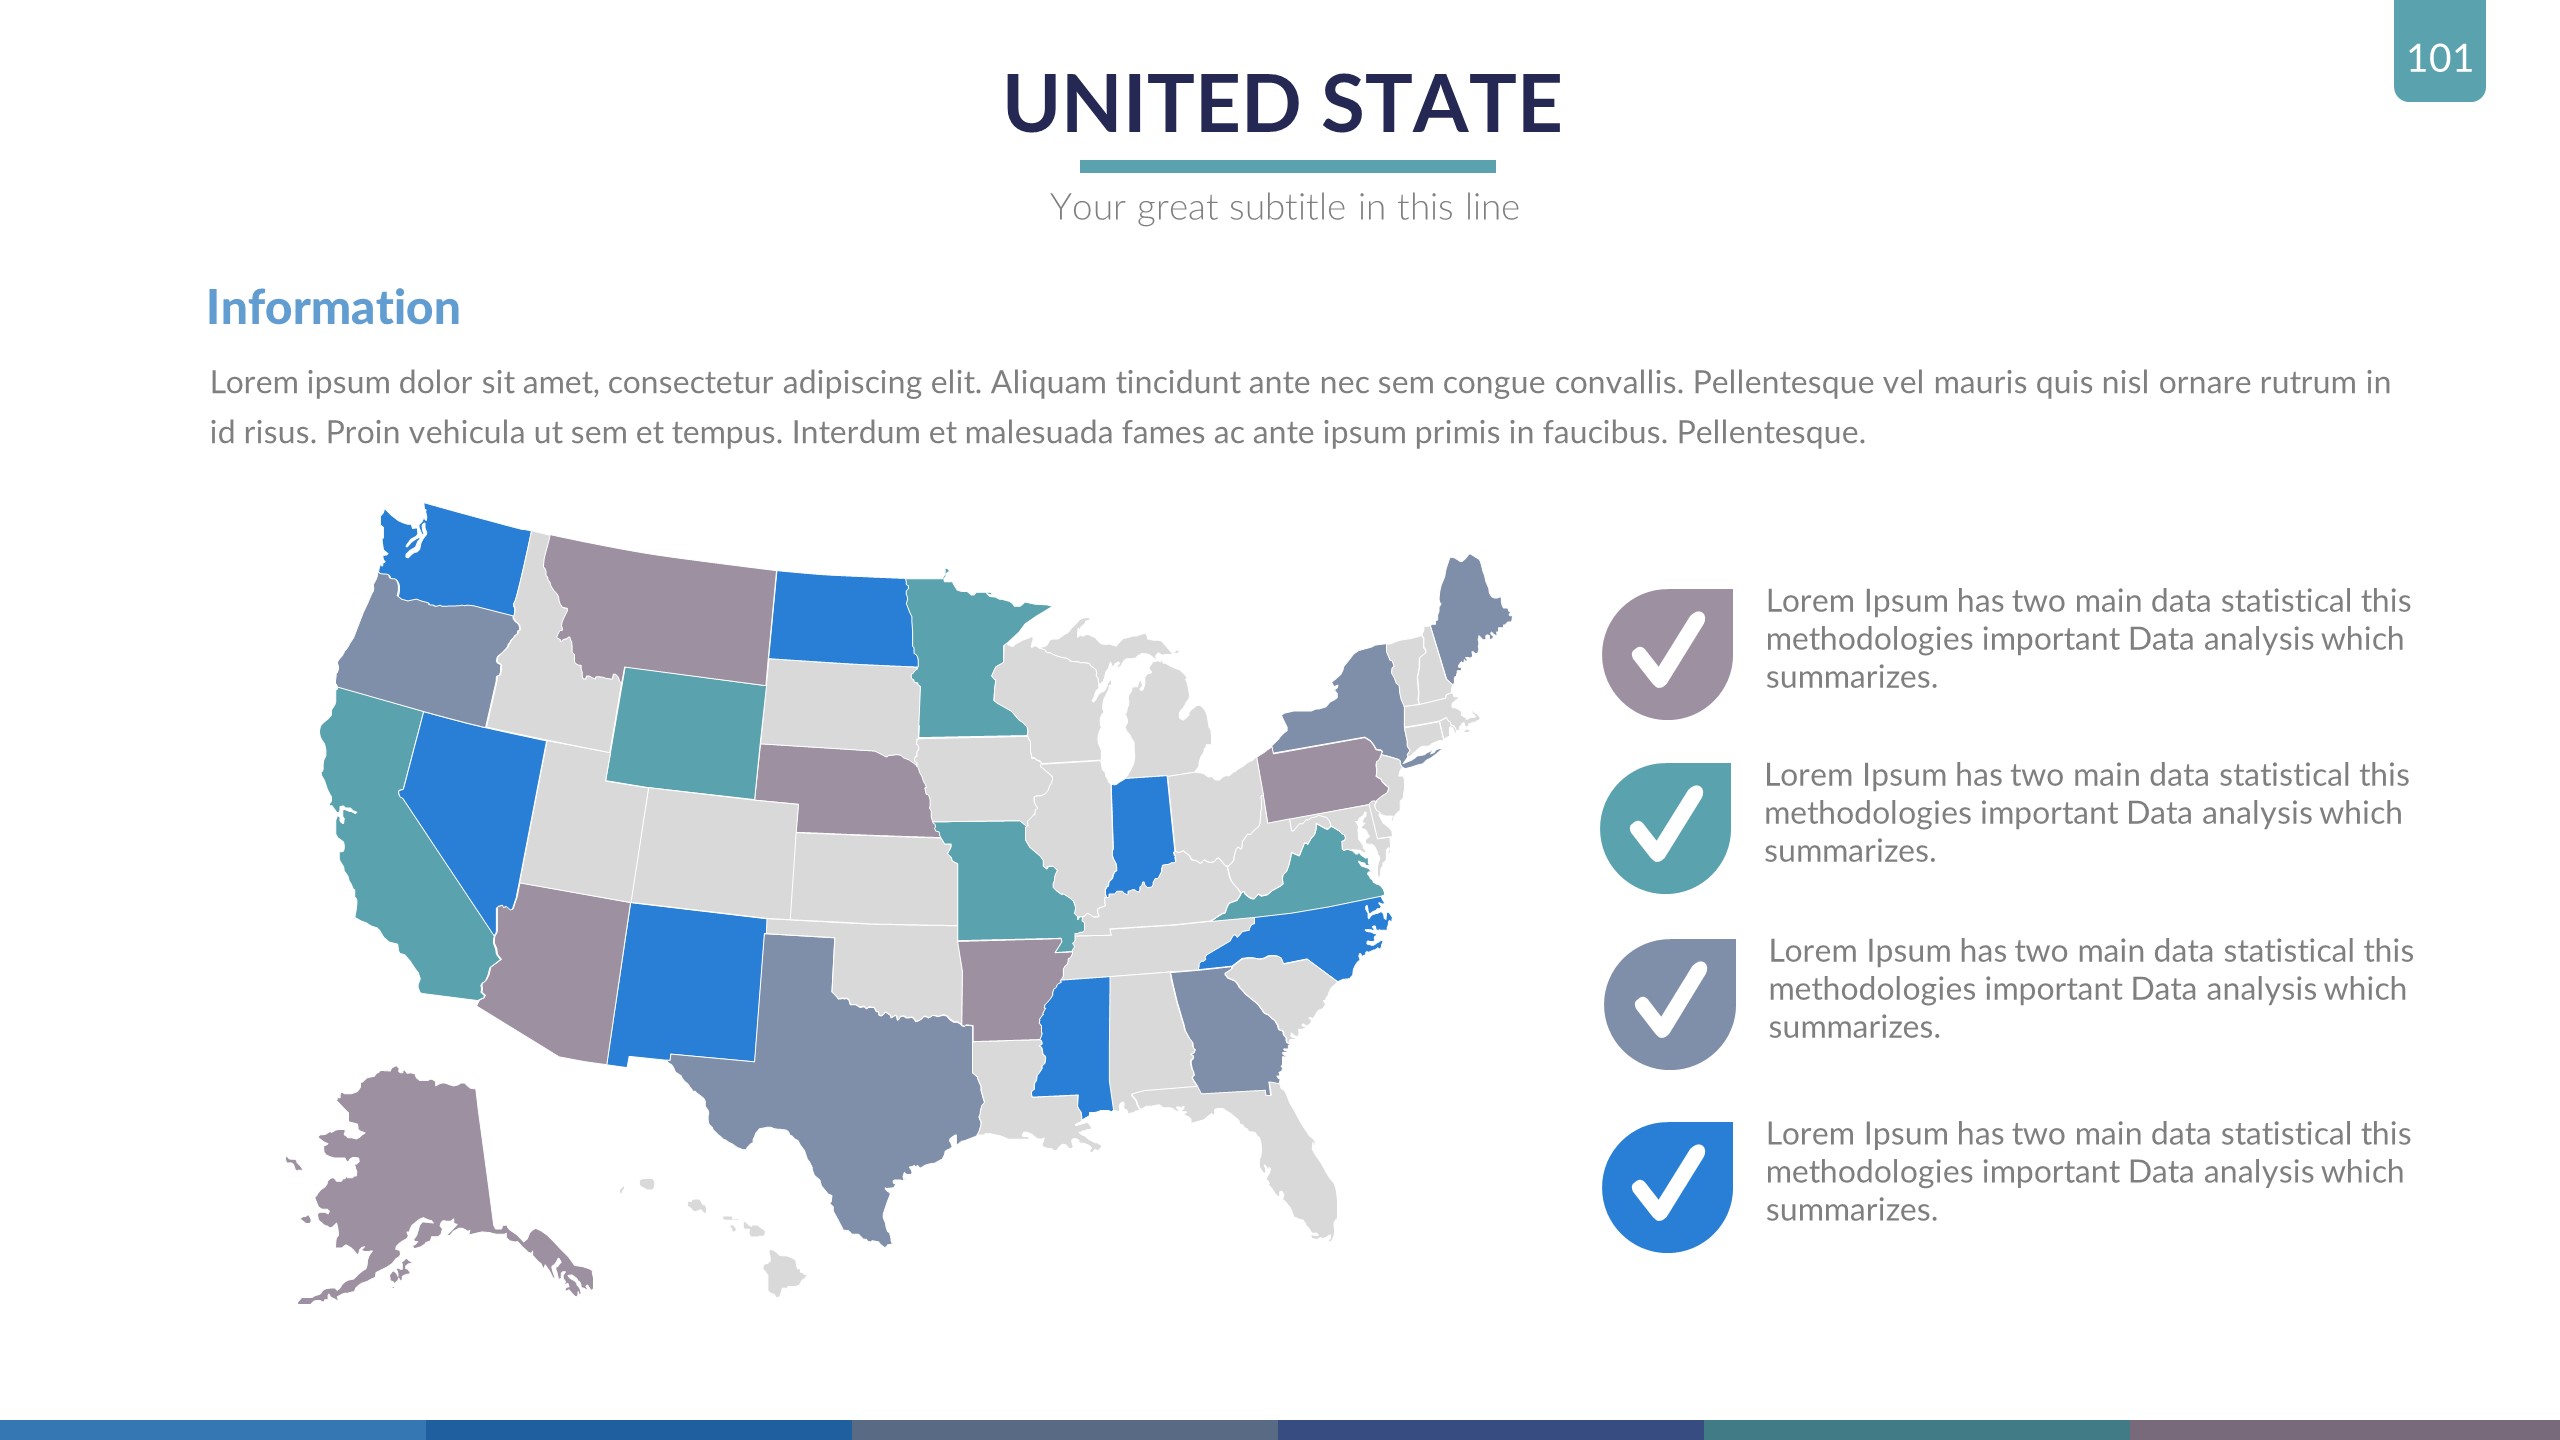 101
UNITED STATE
Your great subtitle in this line
Information
Lorem ipsum dolor sit amet, consectetur adipiscing elit. Aliquam tincidunt ante nec sem congue convallis. Pellentesque vel mauris quis nisl ornare rutrum in
id risus. Proin vehicula ut sem et tempus. Interdum et malesuada fames ac ante ipsum primis in faucibus. Pellentesque.
Lorem Ipsum has two main data statistical this
methodologies important Data analysis which
summarizes.
Lorem Ipsum has two main data statistical this
methodologies important Data analysis which
summarizes.
Lorem Ipsum has two main data statistical this
methodologies important Data analysis which
summarizes.
Lorem Ipsum has two main data statistical this
methodologies important Data analysis which
summarizes.